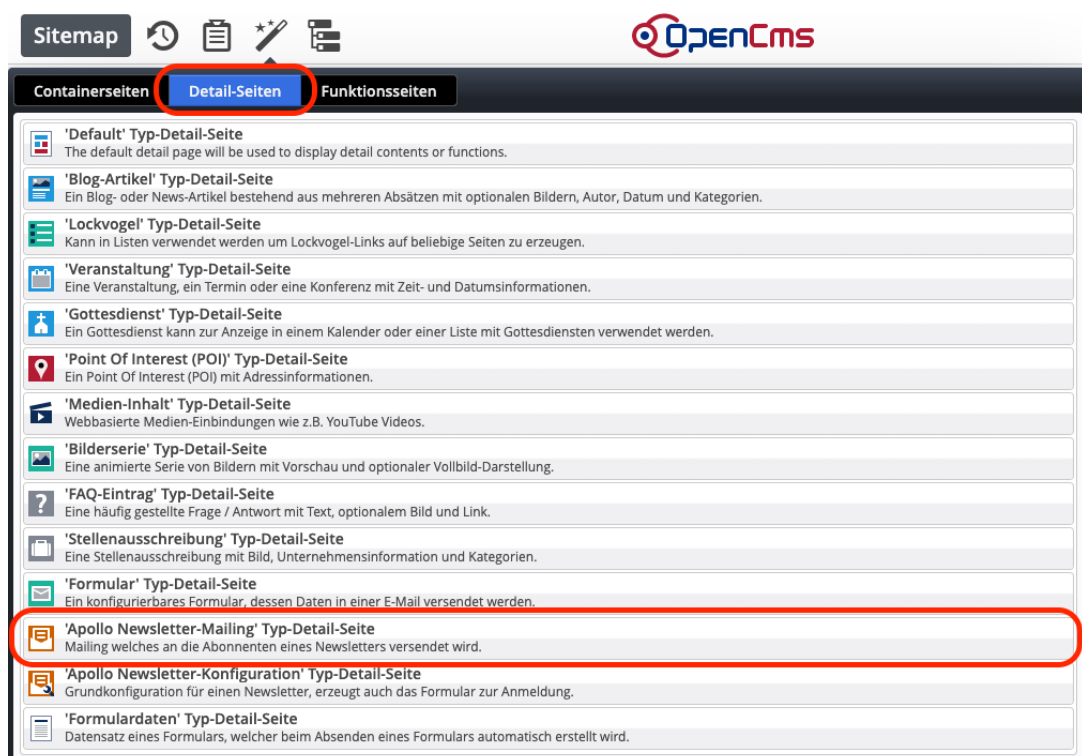 Sitemap
OpenCms
Containerseiten Detail-Seiten Funktionsseiten
'Default' Typ-Detail-Seite
The default detail page will be used to display detail contents or functions.
'Blog-Artikel' Typ-Detail-Seite
Ein Blog- oder News-Artikel bestehend aus mehreren Absätzen mit optionalen Bildern, Autor, Datum und Kategorien.
'Lockvogel' Typ-Detail-Seite
Kann in Listen verwendet werden um Lockvogel-Links auf beliebige Seiten zu erzeugen.
'Veranstaltung' Typ-Detail-Seite
Eine Veranstaltung, ein Termin oder eine Konferenz mit Zeit- und Datumsinformationen.
'Gottesdienst' Typ-Detail-Seite
Ein Gottesdienst kann zur Anzeige in einem Kalender oder einer Liste mit Gottesdiensten verwendet werden.
'Point Of Interest (POI)' Typ-Detail-Seite
Ein Point Of Interest (POI) mit Adressinformationen.
'Medien-Inhalt' Typ-Detail-Seite
Webbasierte Medien-Einbindungen wie z.B. YouTube Videos.
'Bilderserie' Typ-Detail-Seite
Eine animierte Serie von Bildern mit Vorschau und optionaler Vollbild-Darstellung.
'FAQ-Eintrag' Typ-Detail-Seite
Eine häufig gestellte Frage / Antwort mit Text, optionalem Bild und Link.
'Stellenausschreibung' Typ-Detail-Seite
Eine Stellenausschreibung mit Bild, Unternehmensinformation und Kategorien.
'Formular' Typ-Detail-Seite
Ein konfigurierbares Formular, dessen Daten in einer E-Mail versendet werden.
'Apollo Newsletter-Mailing' Typ-Detail-Seite
Mailing welches an die Abonnenten eines Newsletters versendet wird.
'Apollo Newsletter-Konfiguration' Typ-Detail-Seite
Grundkonfiguration für einen Newsletter, erzeugt auch das Formular zur Anmeldung.
'Formulardaten' Typ-Detail-Seite
Datensatz eines Formulars, welcher beim Absenden eines Formulars automatisch erstellt wird.